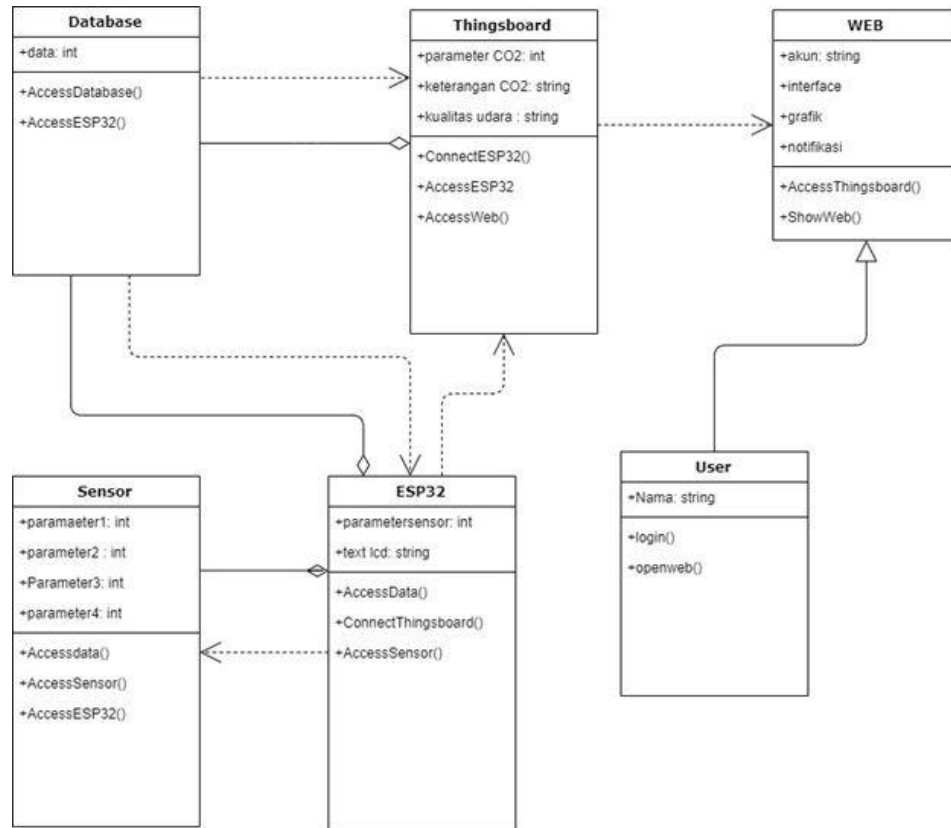 Database
+data: int
+AccessDatabase()
+AccessESP32()
Thingsboard
+parameter CO2: int
+keterangan CO2: string
+kualitas udara : string
+ConnectESP32()
+AccessESP32
+AccessWeb()
WEB
+akun: string
+interface
+grafik
+notifikasi
+AccessThingsboard()
+ShowWeb()
Sensor
+paramaeter1: int
+parameter2 : int
+Parameter3: int
+parameter4: int
+Accessdata()
+AccessSensor()
+AccessESP32()
ESP32
+parametersensor: int
+text lcd: string
+AccessData()
+ConnectThingsboard()
+AccessSensor()
User
+Nama: string
+login()
+openweb()